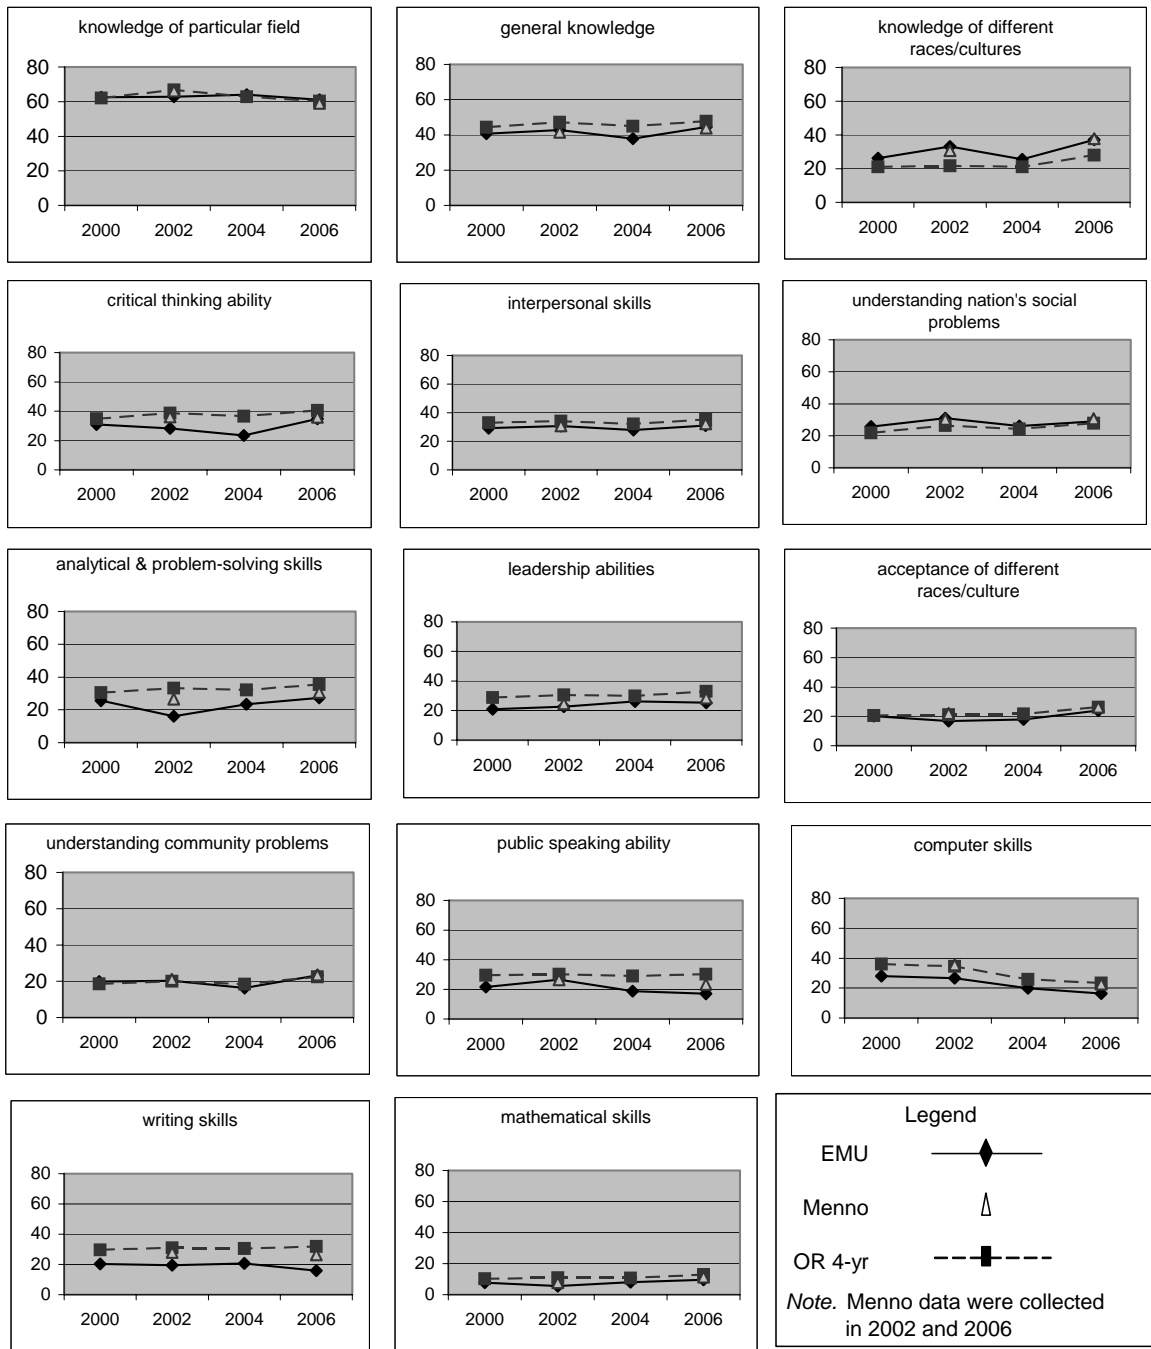 knowledge of particular field
80
60
40
20
0
2000 2002 2004 2006
general knowledge
80
60
40
20
0
2000 2002 2004 2006
knowledge of different
races/cultures
80
60
40
20
0
2000 2002 2004 2006
critical thinking ability
80
60
40
20
0
2000 2002 2004 2006
interpersonal skills
80
60
40
20
0
2000 2002 2004 2006
understanding nation's social
problems
80
60
40
20
0
2000 2002 2004 2006
analytical & problem-solving skills
80
60
40
20
0
2000 2002 2004 2006
leadership abilities
80
60
40
20
0
2000 2002 2004 2006
acceptance of different
races/culture
80
60
40
20
0
2000 2002 2004 2006
understanding community problems
80
60
40
20
0
2000 2002 2004 2006
public speaking ability
80
60
40
20
0
2000 2002 2004 2006
computer skills
80
60
40
20
0
2000 2002 2004 2006
writing skills
80
60
40
20
0
2000 2002 2004 2006
mathematical skills
80
60
40
20
0
2000 2002 2004 2006
Legend
EMU
Menno
OR 4-yr
Note. Menno data were collected
in 2002 and 2006